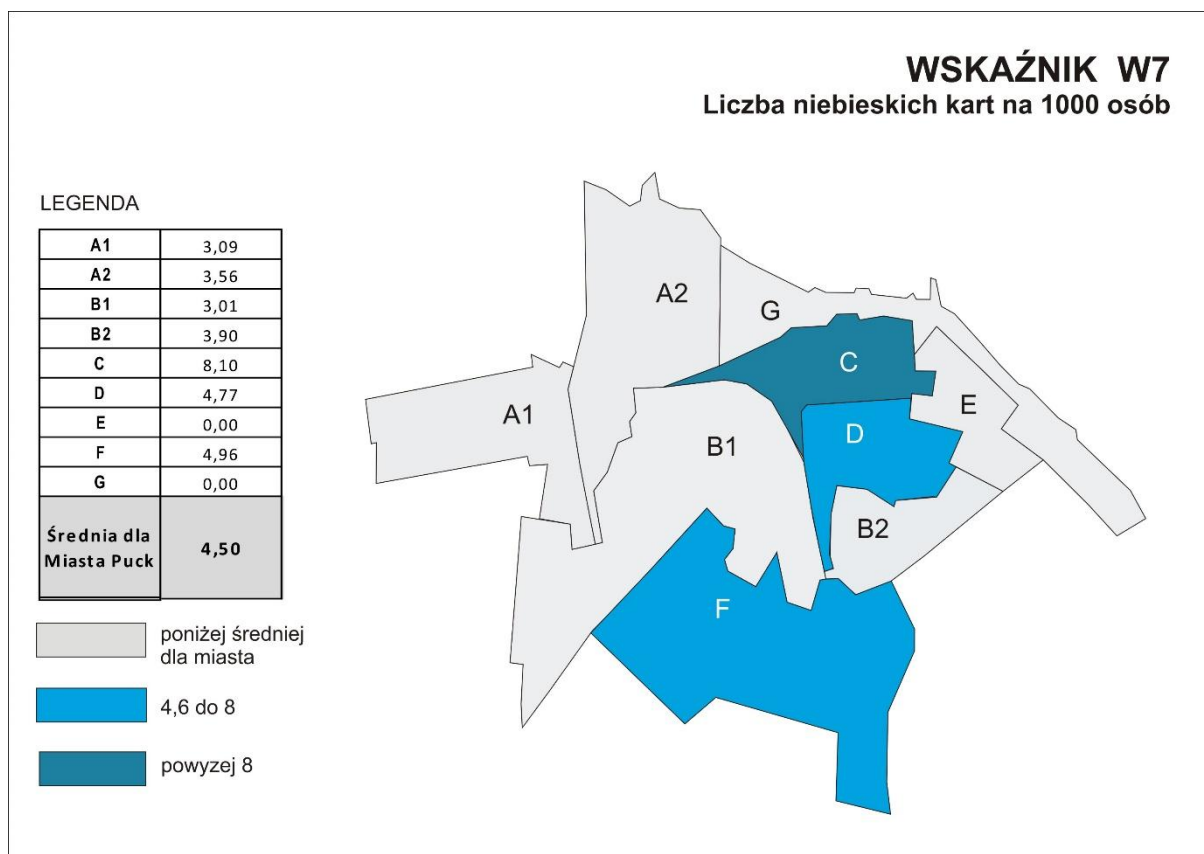 WSKAŹNIK W7
Liczba niebieskich kart na 1000 osób
LEGENDA
A1 3,09
A2 3,56
B1 3,01
B2 3,90
C 8,10
D 4,77
E 0,00
F 4,96
G 0,00
Średnia dla
Miasta Puck 4,50
poniżej średniej
dla miasta
4,6 do 8
powyzej 8
A2
G
C
A1
E
D
B1
B2
F